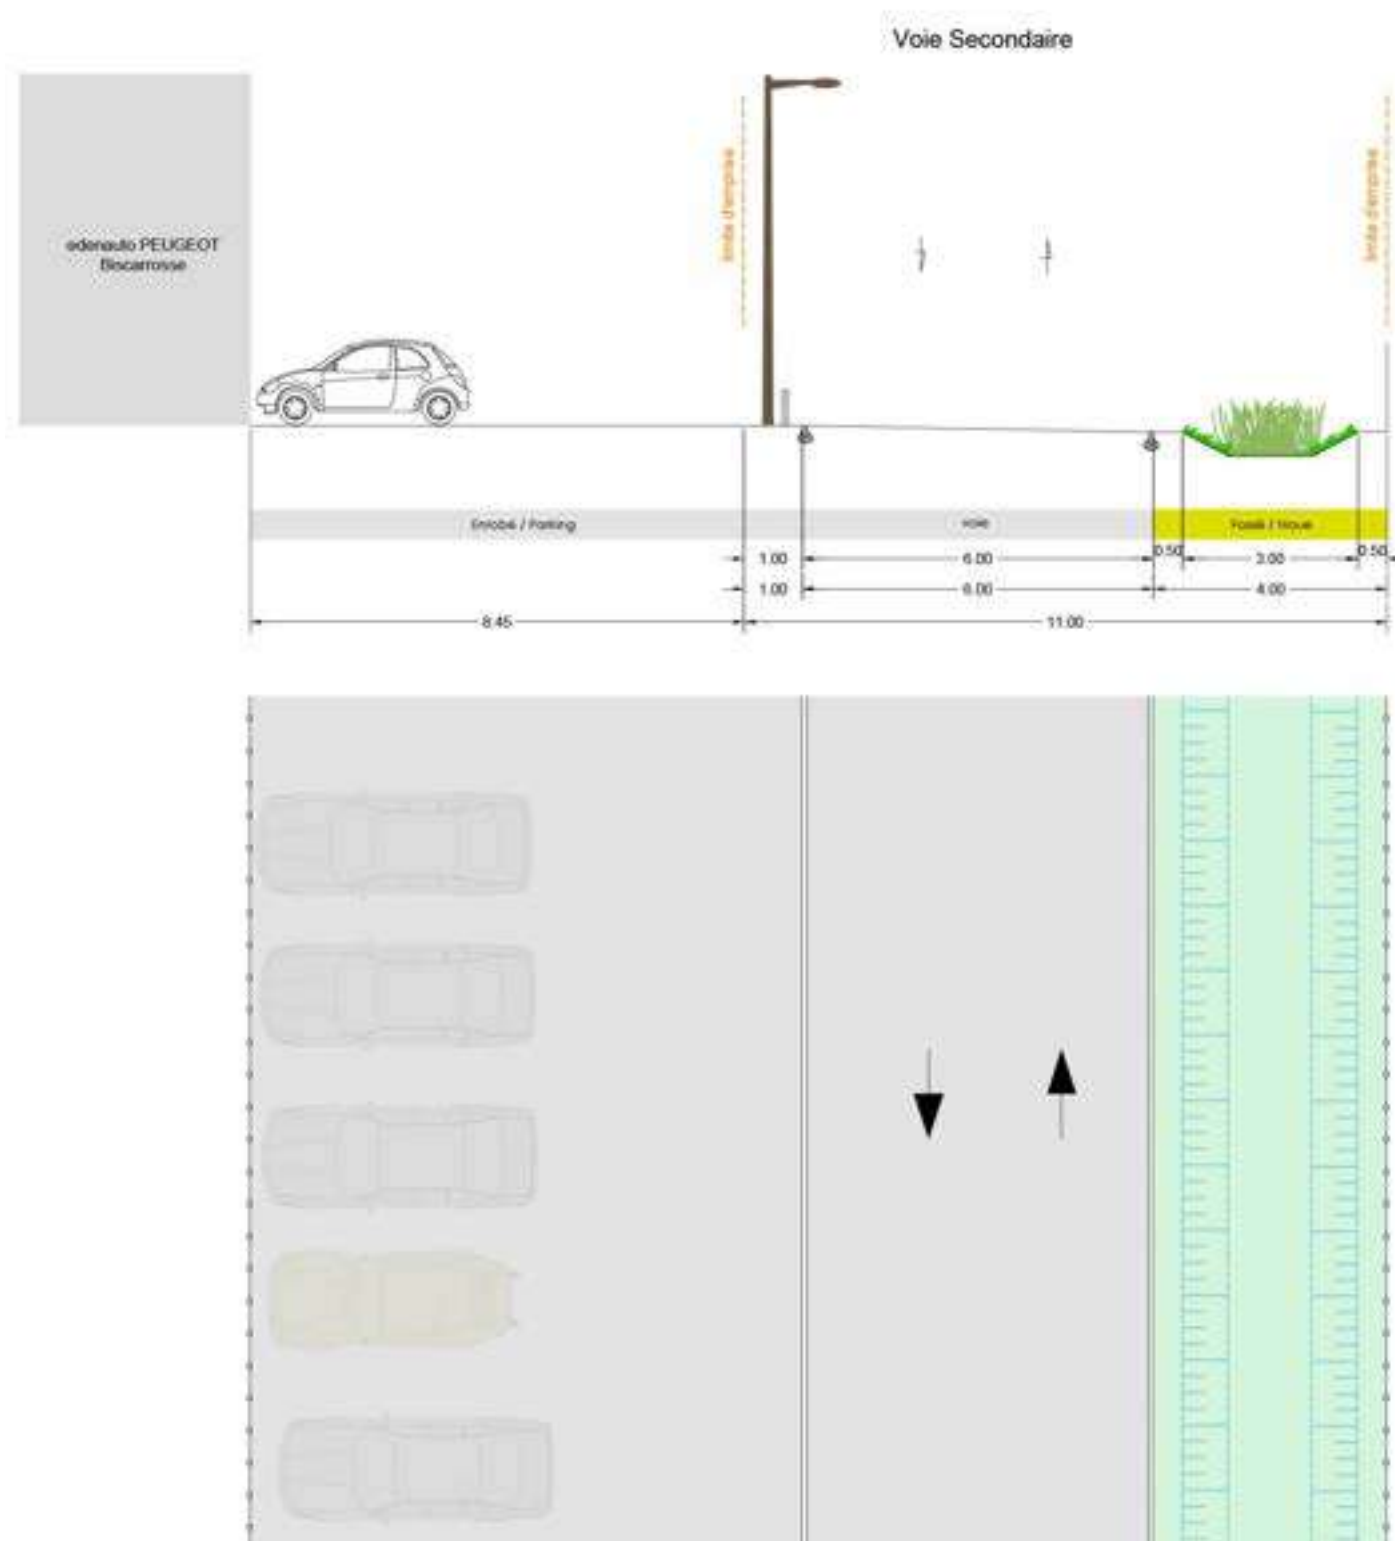 Voie Secondaire
limite d'emprise
limite d'emprise
edenauto PEUGEOT
Biscarrosse
Enrobé / Parking
voie
Fossé / Noue
1.00
6.00
0.50
3.00
0.50
1.00
6.00
4.00
8.45
11.00